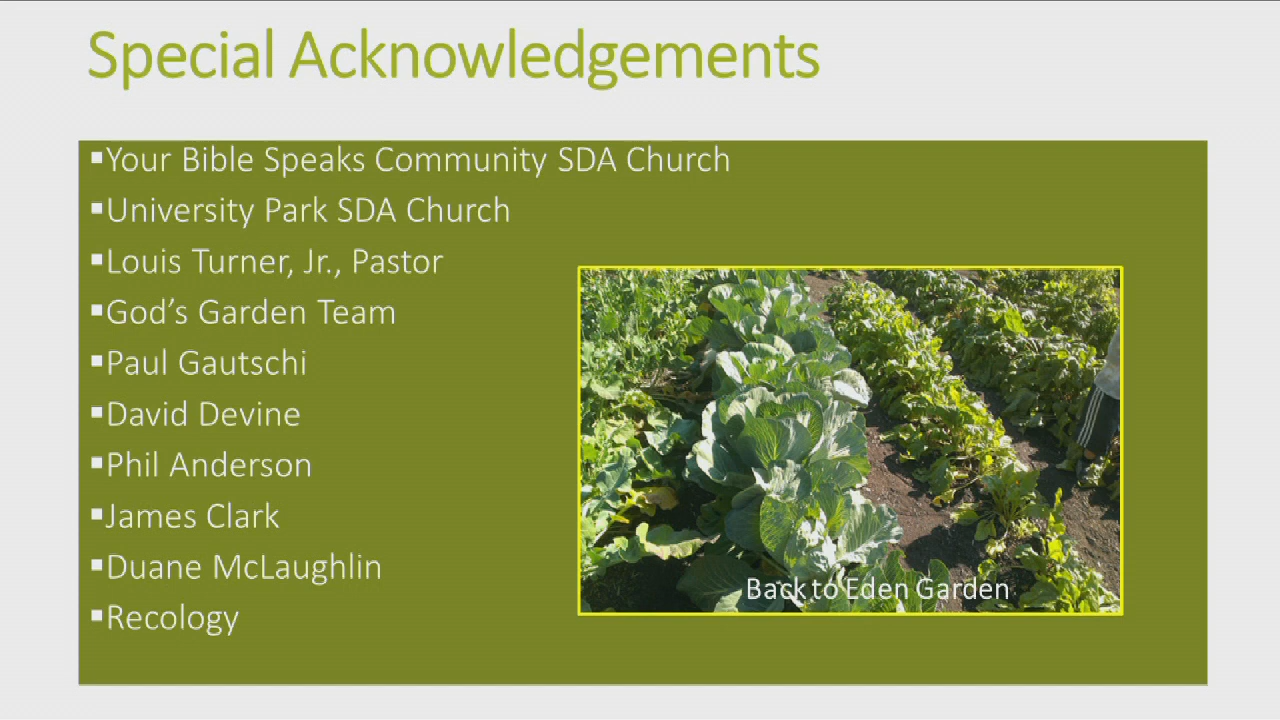 Special Acknowledgements
▪Your Bible Speaks Community SDA Church
▪University Park SDA Church
▪Louis Turner, Jr., Pastor
▪God’s Garden Team
▪Paul Gautschi
▪David Devine
▪Phil Anderson
▪James Clark
▪Duane McLaughlin
▪Recology
Back to Eden Garden